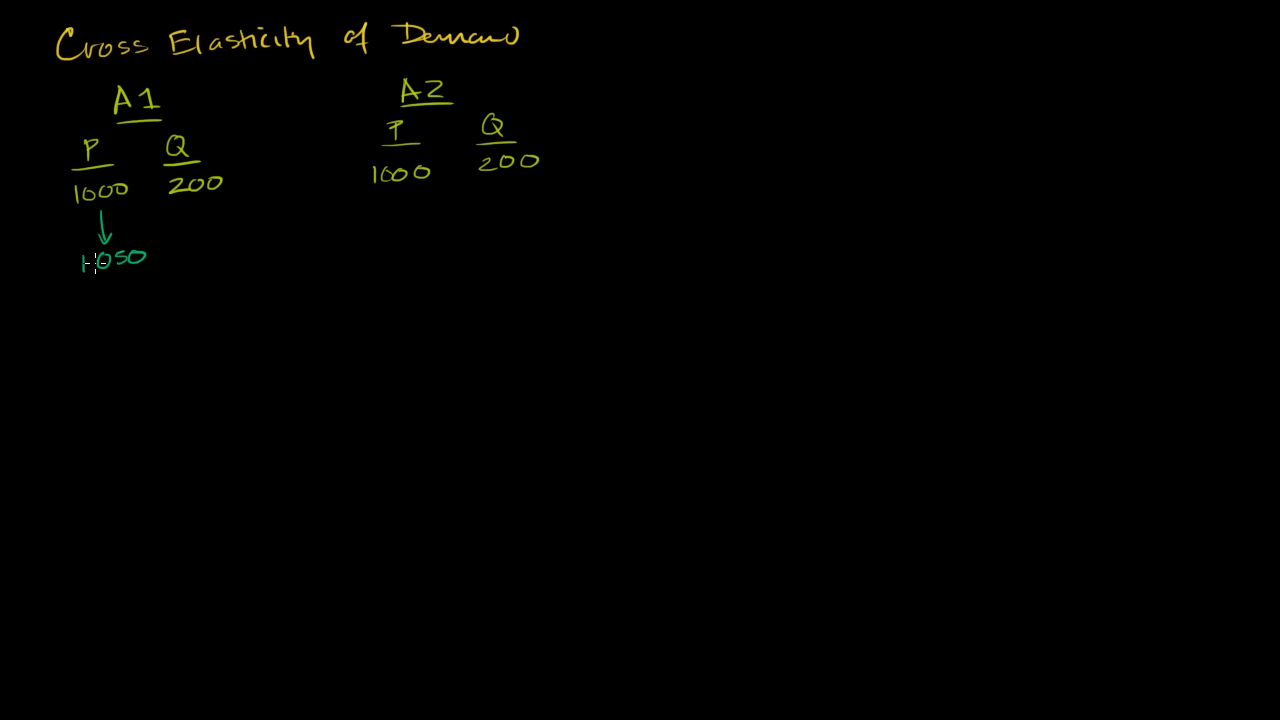 Cross Elasticity of Demand
A1 A2
P Q P Q
1000 200 1000 200
1050